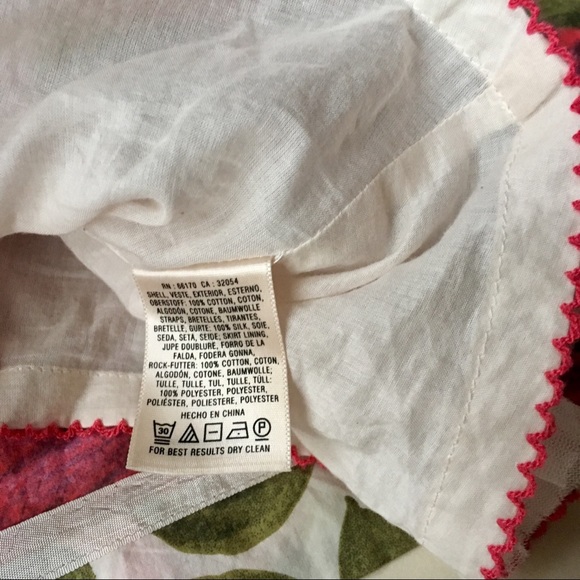 RN : 66170 CA : 32054
SHELL, VESTE, EXTERIOR, ESTERNO,
OBERSTOFF: 100% COTTON, COTON,
ALGODÓN, COTONE, BAUMWOLLE
STRAPS, BRETELLES, TIRANTES,
BRETELLE, GURTE: 100% SILK, SOIE,
SEDA, SETA, SEIDE; SKIRT LINING,
JUPE DOUBLURE, FORRO DE LA
FALDA, FODERA GONNA,
ROCK-FUTTER: 100% COTTON, COTON,
ALGODÓN, COTONE, BAUMWOLLE;
TULLE, TULLE, TUL, TULLE, TÜLL:
100% POLYESTER, POLYESTER,
POLIÉSTER, POLIESTERE, POLYESTER
HECHO EN CHINA
30 P
FOR BEST RESULTS DRY CLEAN